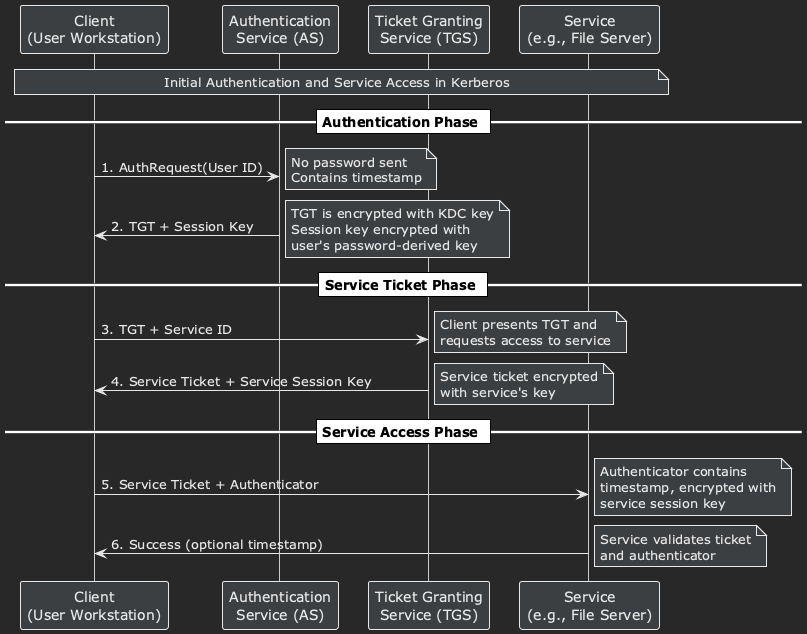 Client
(User Workstation)
Authentication
Service (AS)
Ticket Granting
Service (TGS)
Service
(e.g., File Server)
Initial Authentication and Service Access in Kerberos
Authentication Phase
1. AuthRequest(User ID)
No password sent
Contains timestamp
2. TGT + Session Key
TGT is encrypted with KDC key
Session key encrypted with
user's password-derived key
Service Ticket Phase
3. TGT + Service ID
Client presents TGT and
requests access to service
4. Service Ticket + Service Session Key
Service ticket encrypted
with service's key
Service Access Phase
5. Service Ticket + Authenticator
Authenticator contains
timestamp, encrypted with
service session key
6. Success (optional timestamp)
Service validates ticket
and authenticator
Client
(User Workstation)
Authentication
Service (AS)
Ticket Granting
Service (TGS)
Service
(e.g., File Server)